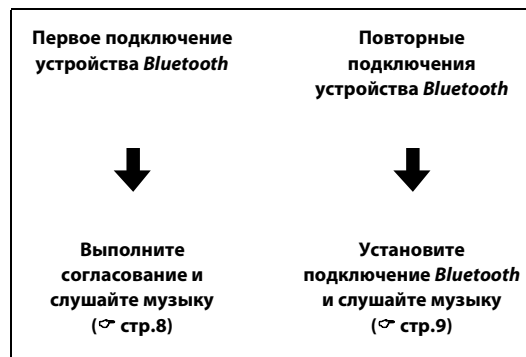 Первое подключение
устройства Bluetooth
Повторные
подключения
устройства Bluetooth
Выполните
согласование и
слушайте музыку
(☞ стр.8)
Установите
подключение Bluetooth
и слушайте музыку
(☞ стр.9)